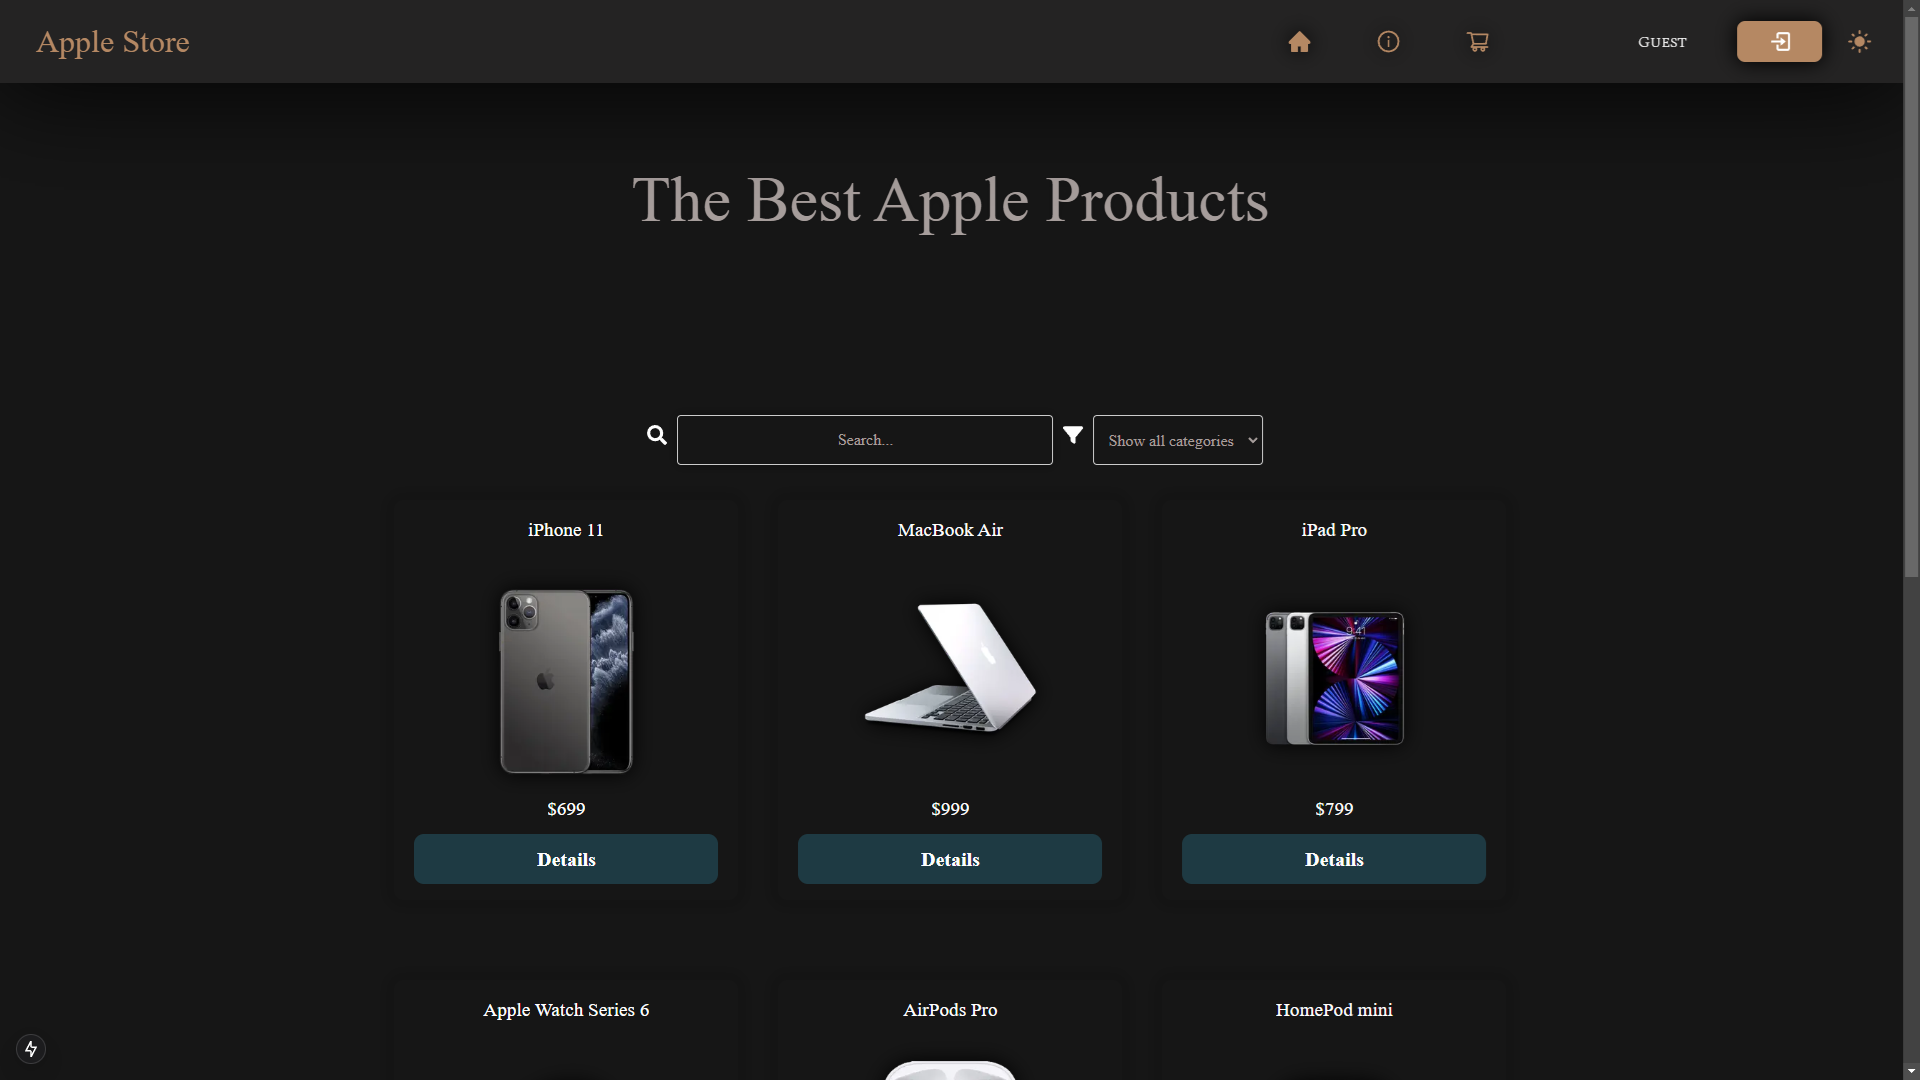 Apple Store
GUEST
The Best Apple Products
Search...
Show all categories
iPhone 11
MacBook Air
iPad Pro
9:41
$699
$999
$799
Details
Details
Details
Apple Watch Series 6
AirPods Pro
HomePod mini